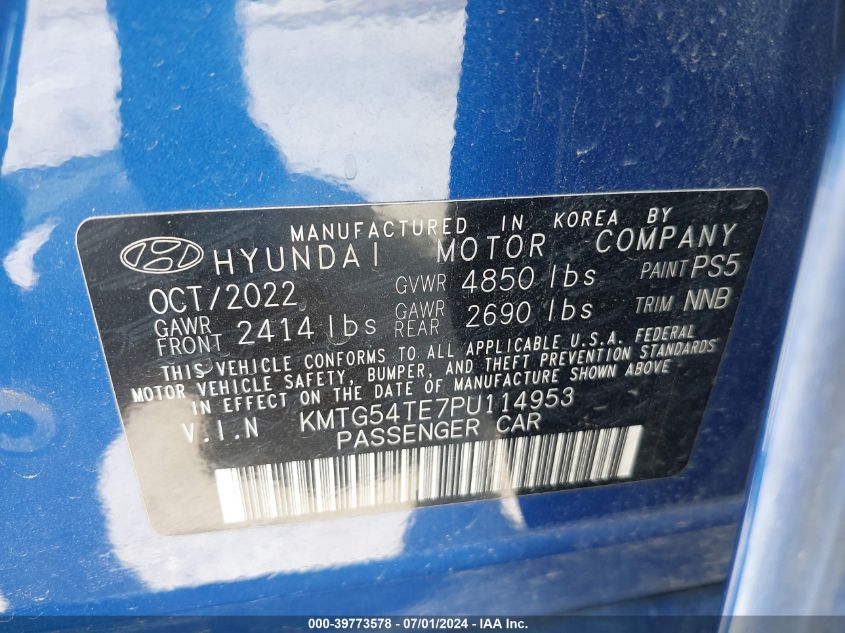 MANUFACTURED IN KOREA BY
HYUNDAI MOTOR COMPANY
OCT/2022 GVWR 4850 lbs PAINT PS5
GAWR FRONT 2414 lbs GAWR REAR 2690 lbs TRIM NNB
THIS VEHICLE CONFORMS TO ALL APPLICABLE U.S.A. FEDERAL
MOTOR VEHICLE SAFETY, BUMPER, AND THEFT PREVENTION STANDARDS
IN EFFECT ON THE DATE OF MANUFACTURE SHOWN ABOVE.
V.I.N KMTG54TE7PU114953
PASSENGER CAR
000-39773578 - 07/01/2024 - IAA Inc.